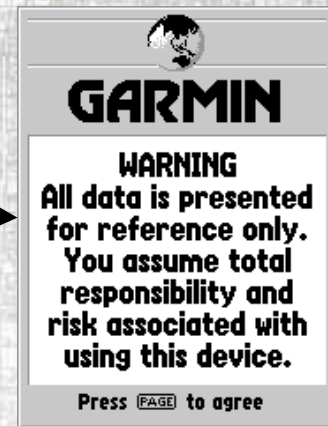 GARMIN
WARNING
All data is presented
for reference only.
You assume total
responsibility and
risk associated with
using this device.
Press PAGE to agree